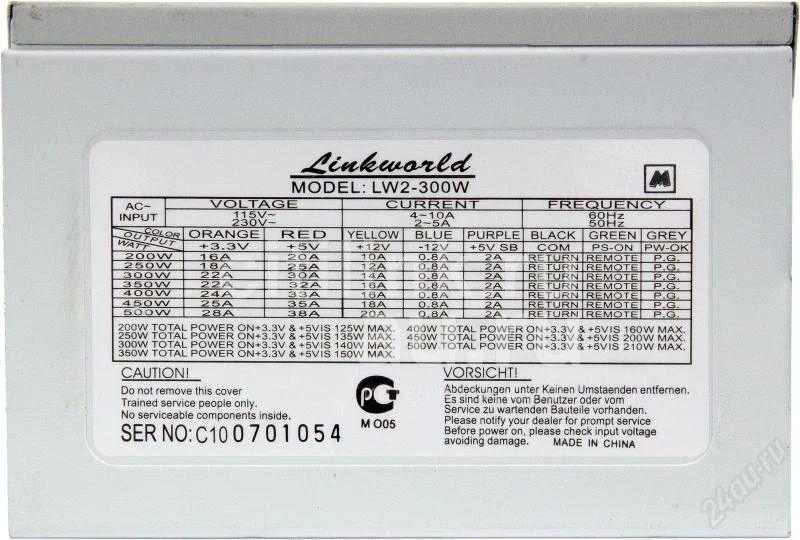 Linkworld
MODEL: LW2-300W
M
AC~ INPUT VOLTAGE CURRENT FREQUENCY
115V~ 4~10A 60Hz
230V~ 2~5A 50Hz
COLOR OUTPUT WATT ORANGE RED YELLOW BLUE PURPLE BLACK GREEN GREY
+3.3V +5V +12V -12V +5V SB COM PS-ON PW-OK
200W 16A 20A 10A 0.8A 2A RETURN REMOTE P.G.
250W 18A 25A 12A 0.8A 2A RETURN REMOTE P.G.
300W 22A 30A 14A 0.8A 2A RETURN REMOTE P.G.
350W 22A 32A 16A 0.8A 2A RETURN REMOTE P.G.
400W 24A 33A 16A 0.8A 2A RETURN REMOTE P.G.
450W 25A 35A 18A 0.8A 2A RETURN REMOTE P.G.
500W 28A 38A 20A 0.8A 2A RETURN REMOTE P.G.
200W TOTAL POWER ON+3.3V & +5VIS 125W MAX.
250W TOTAL POWER ON+3.3V & +5VIS 135W MAX.
300W TOTAL POWER ON+3.3V & +5VIS 140W MAX.
350W TOTAL POWER ON+3.3V & +5VIS 150W MAX.
400W TOTAL POWER ON+3.3V & +5VIS 160W MAX.
450W TOTAL POWER ON+3.3V & +5VIS 200W MAX.
500W TOTAL POWER ON+3.3V & +5VIS 210W MAX.
CAUTION!
Do not remove this cover
Trained service people only.
No serviceable components inside.
SER NO: C100701054
РСТ
M O05
VORSICHT!
Abdeckungen unter Keinen Umstaenden entfernen.
Es sind keine vom Benutzer oder vom
Service zu wartenden Bauteile vorhanden.
Please notify your dealer for prompt
service. Please check input voltage
avoiding damage. MADE IN CHINA
24au.ru